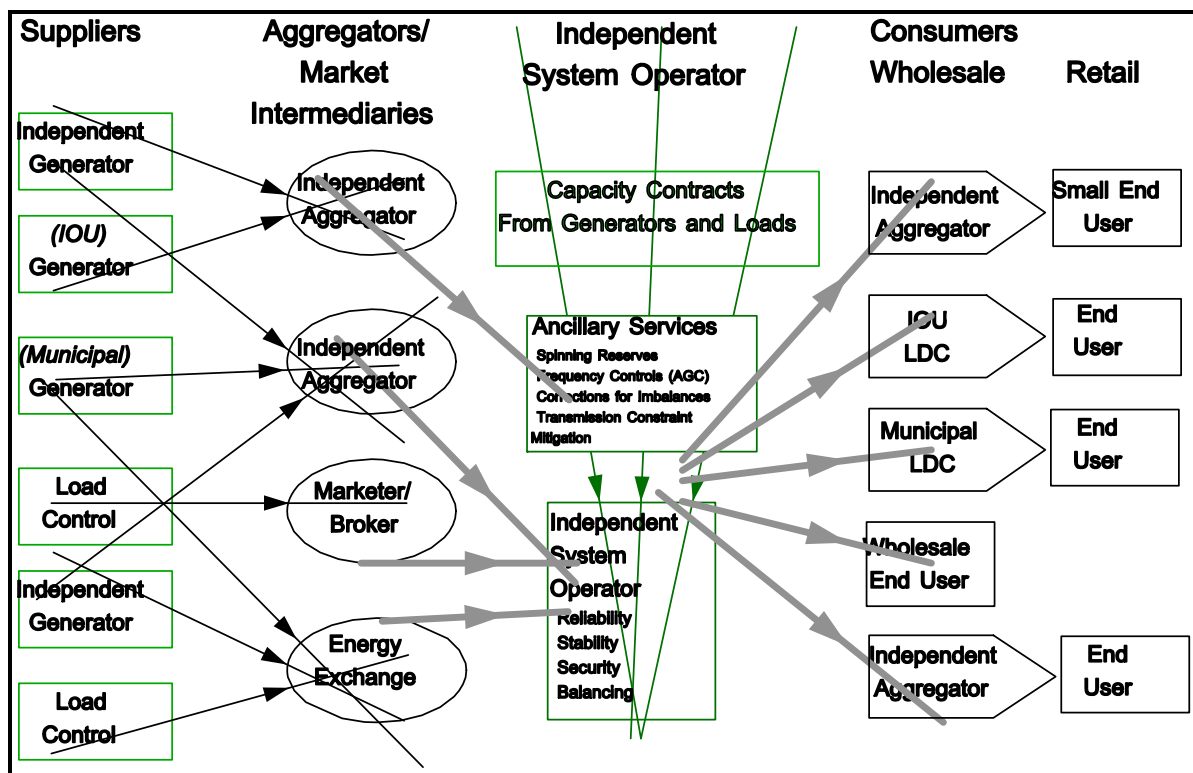 Suppliers
Aggregators/
Market
Intermediaries
Independent
System Operator
Consumers
Wholesale
Retail
Independent
Generator
(IOU)
Generator
(Municipal)
Generator
Load
Control
Independent
Generator
Load
Control
Independent
Aggregator
Independent
Aggregator
Marketer/
Broker
Energy
Exchange
Capacity Contracts
From Generators and Loads
Ancillary Services
Spinning Reserves
Frequency Controls (AGC)
Corrections for Imbalances
Transmission Constraint
Mitigation
Independent
System
Operator
Reliability
Stability
Security
Balancing
Independent
Aggregator
IOU
LDC
Municipal
LDC
Wholesale
End User
Independent
Aggregator
Small End
User
End
User
End
User
End
User